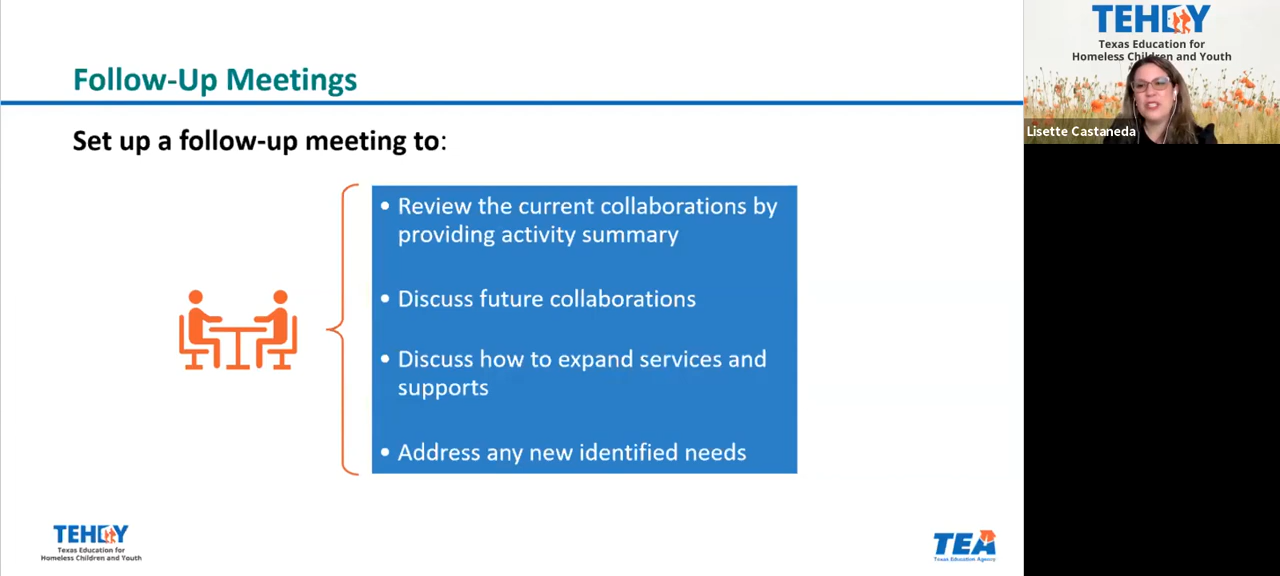 Follow-Up Meetings
Set up a follow-up meeting to:
• Review the current collaborations by
providing activity summary
• Discuss future collaborations
• Discuss how to expand services and
supports
• Address any new identified needs
TEHCY
Texas Education for
Homeless Children and Youth
TEA
Texas Education Agency
TEHCY
Texas Education for
Homeless Children and Youth
Lisette Castaneda